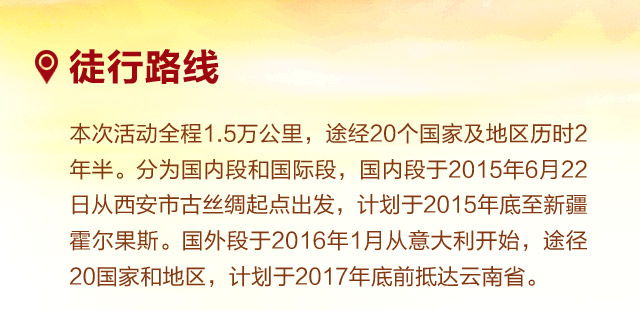 徒行路线
本次活动全程1.5万公里，途经20个国家及地区历时2
年半。分为国内段和国际段，国内段于2015年6月22
日从西安市古丝绸起点出发，计划于2015年底至新疆
霍尔果斯。国外段于2016年1月从意大利开始，途径
20国家和地区，计划于2017年底前抵达云南省。